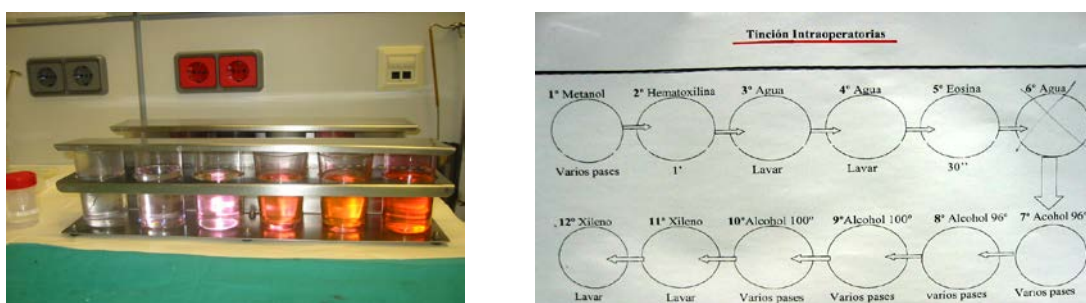 Tinción Intraoperatorias
1º Metanol 2º Hematoxilina 3º Agua 4º Agua 5º Eosina 6º Agua
Varios pases 1' Lavar Lavar 30''
.12º Xileno 11º Xileno 10º Alcohol 100º 9ºAlcohol 100º 8º Alcohol 96º 7º Acohol 96º
Lavar Lavar Varios pases Varios pases varios pases Varios pases